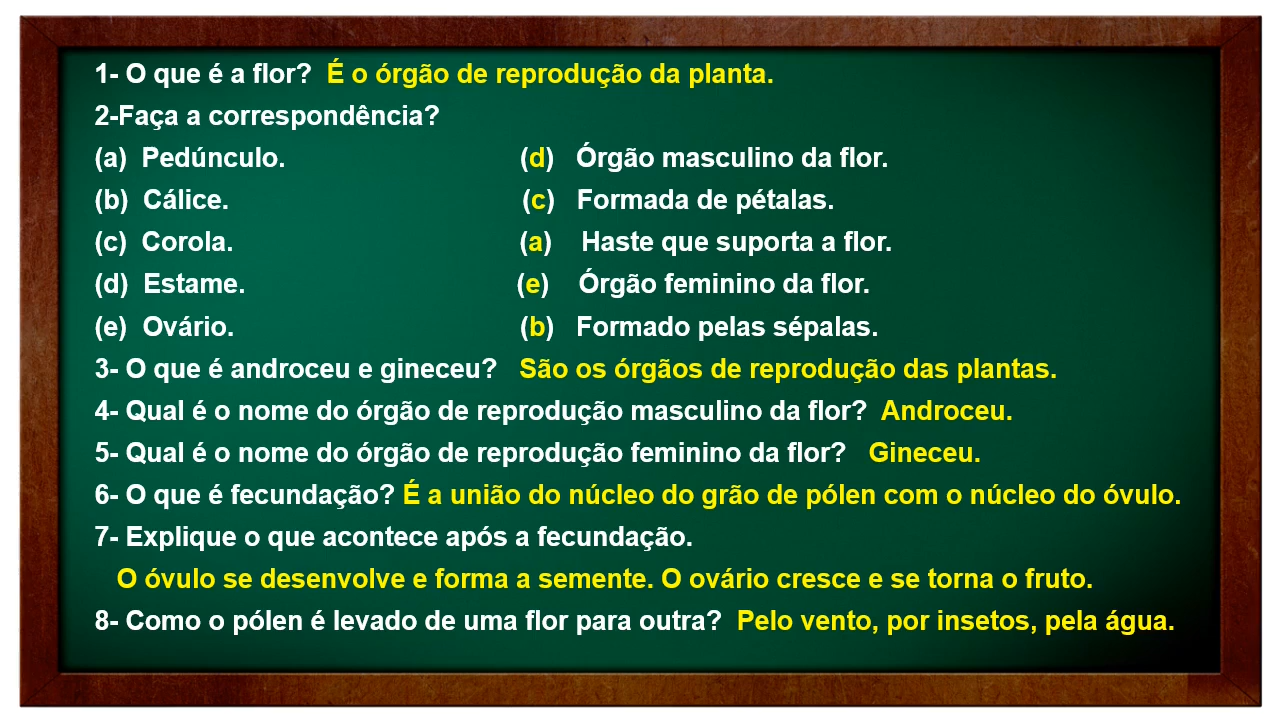 1- O que é a flor? É o órgão de reprodução da planta.
2-Faça a correspondência?
(a) Pedúnculo. (d) Órgão masculino da flor.
(b) Cálice. (c) Formada de pétalas.
(c) Corola. (a) Haste que suporta a flor.
(d) Estame. (e) Órgão feminino da flor.
(e) Ovário. (b) Formado pelas sépalas.
3- O que é androceu e gineceu? São os órgãos de reprodução das plantas.
4- Qual é o nome do órgão de reprodução masculino da flor? Androceu.
5- Qual é o nome do órgão de reprodução feminino da flor? Gineceu.
6- O que é fecundação? É a união do núcleo do grão de pólen com o núcleo do óvulo.
7- Explique o que acontece após a fecundação.
O óvulo se desenvolve e forma a semente. O ovário cresce e se torna o fruto.
8- Como o pólen é levado de uma flor para outra? Pelo vento, por insetos, pela água.